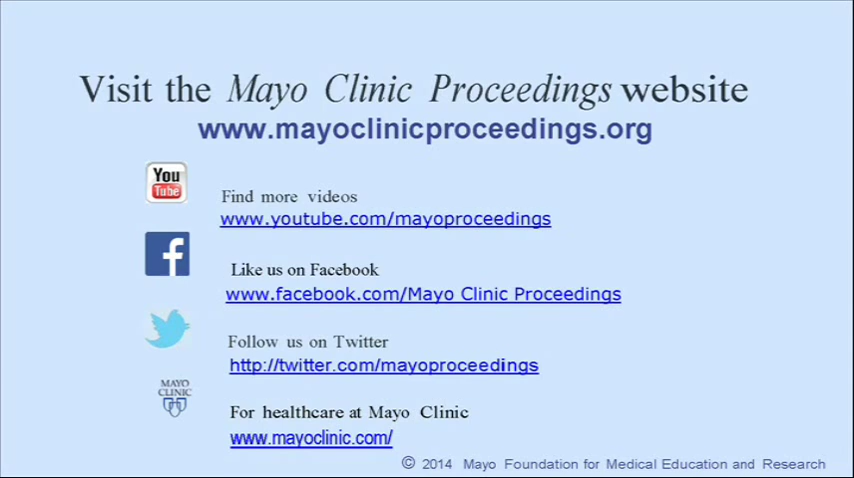 Visit the Mayo Clinic Proceedings website
www.mayoclinicproceedings.org
You
Tube
Find more videos
www.youtube.com/mayoproceedings
f
Like us on Facebook
www.facebook.com/Mayo Clinic Proceedings
Follow us on Twitter
http://twitter.com/mayoproceedings
MAYO
CLINIC
For healthcare at Mayo Clinic
www.mayoclinic.com/
© 2014 Mayo Foundation for Medical Education and Research